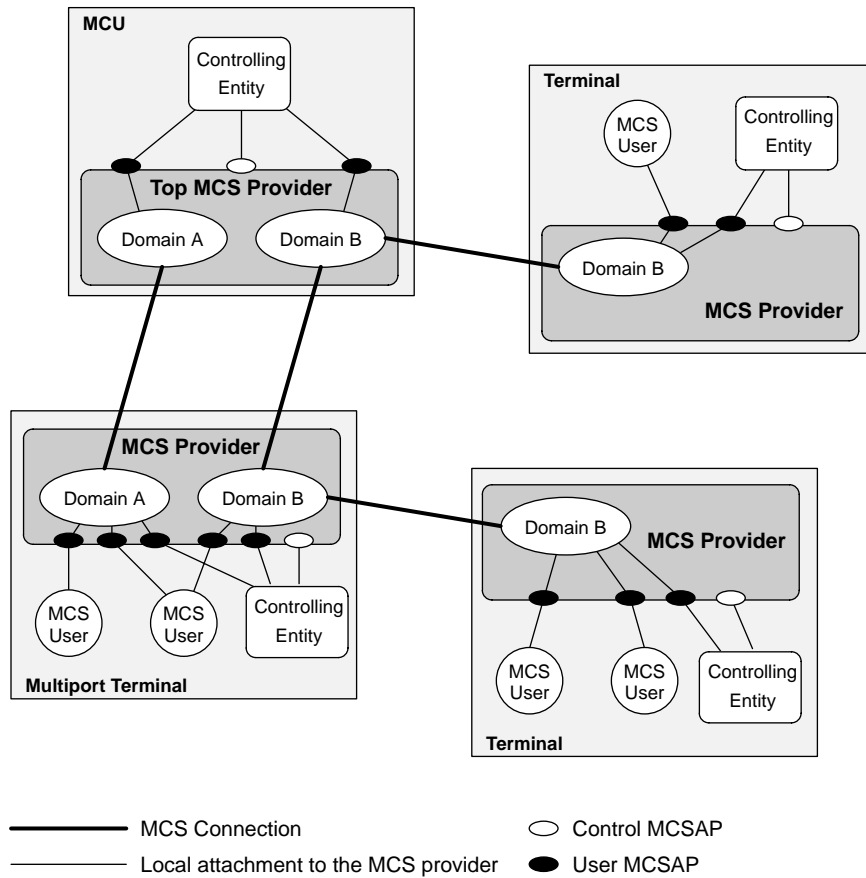 MCU
Controlling
Entity
Top MCS Provider
Domain A
Domain B
Terminal
MCS
User
Controlling
Entity
Domain B
MCS Provider
MCS Provider
Domain A
Domain B
MCS
User
MCS
User
Controlling
Entity
Multiport Terminal
Domain B
MCS Provider
MCS
User
MCS
User
Controlling
Entity
Terminal
MCS Connection
Control MCSAP
Local attachment to the MCS provider
User MCSAP